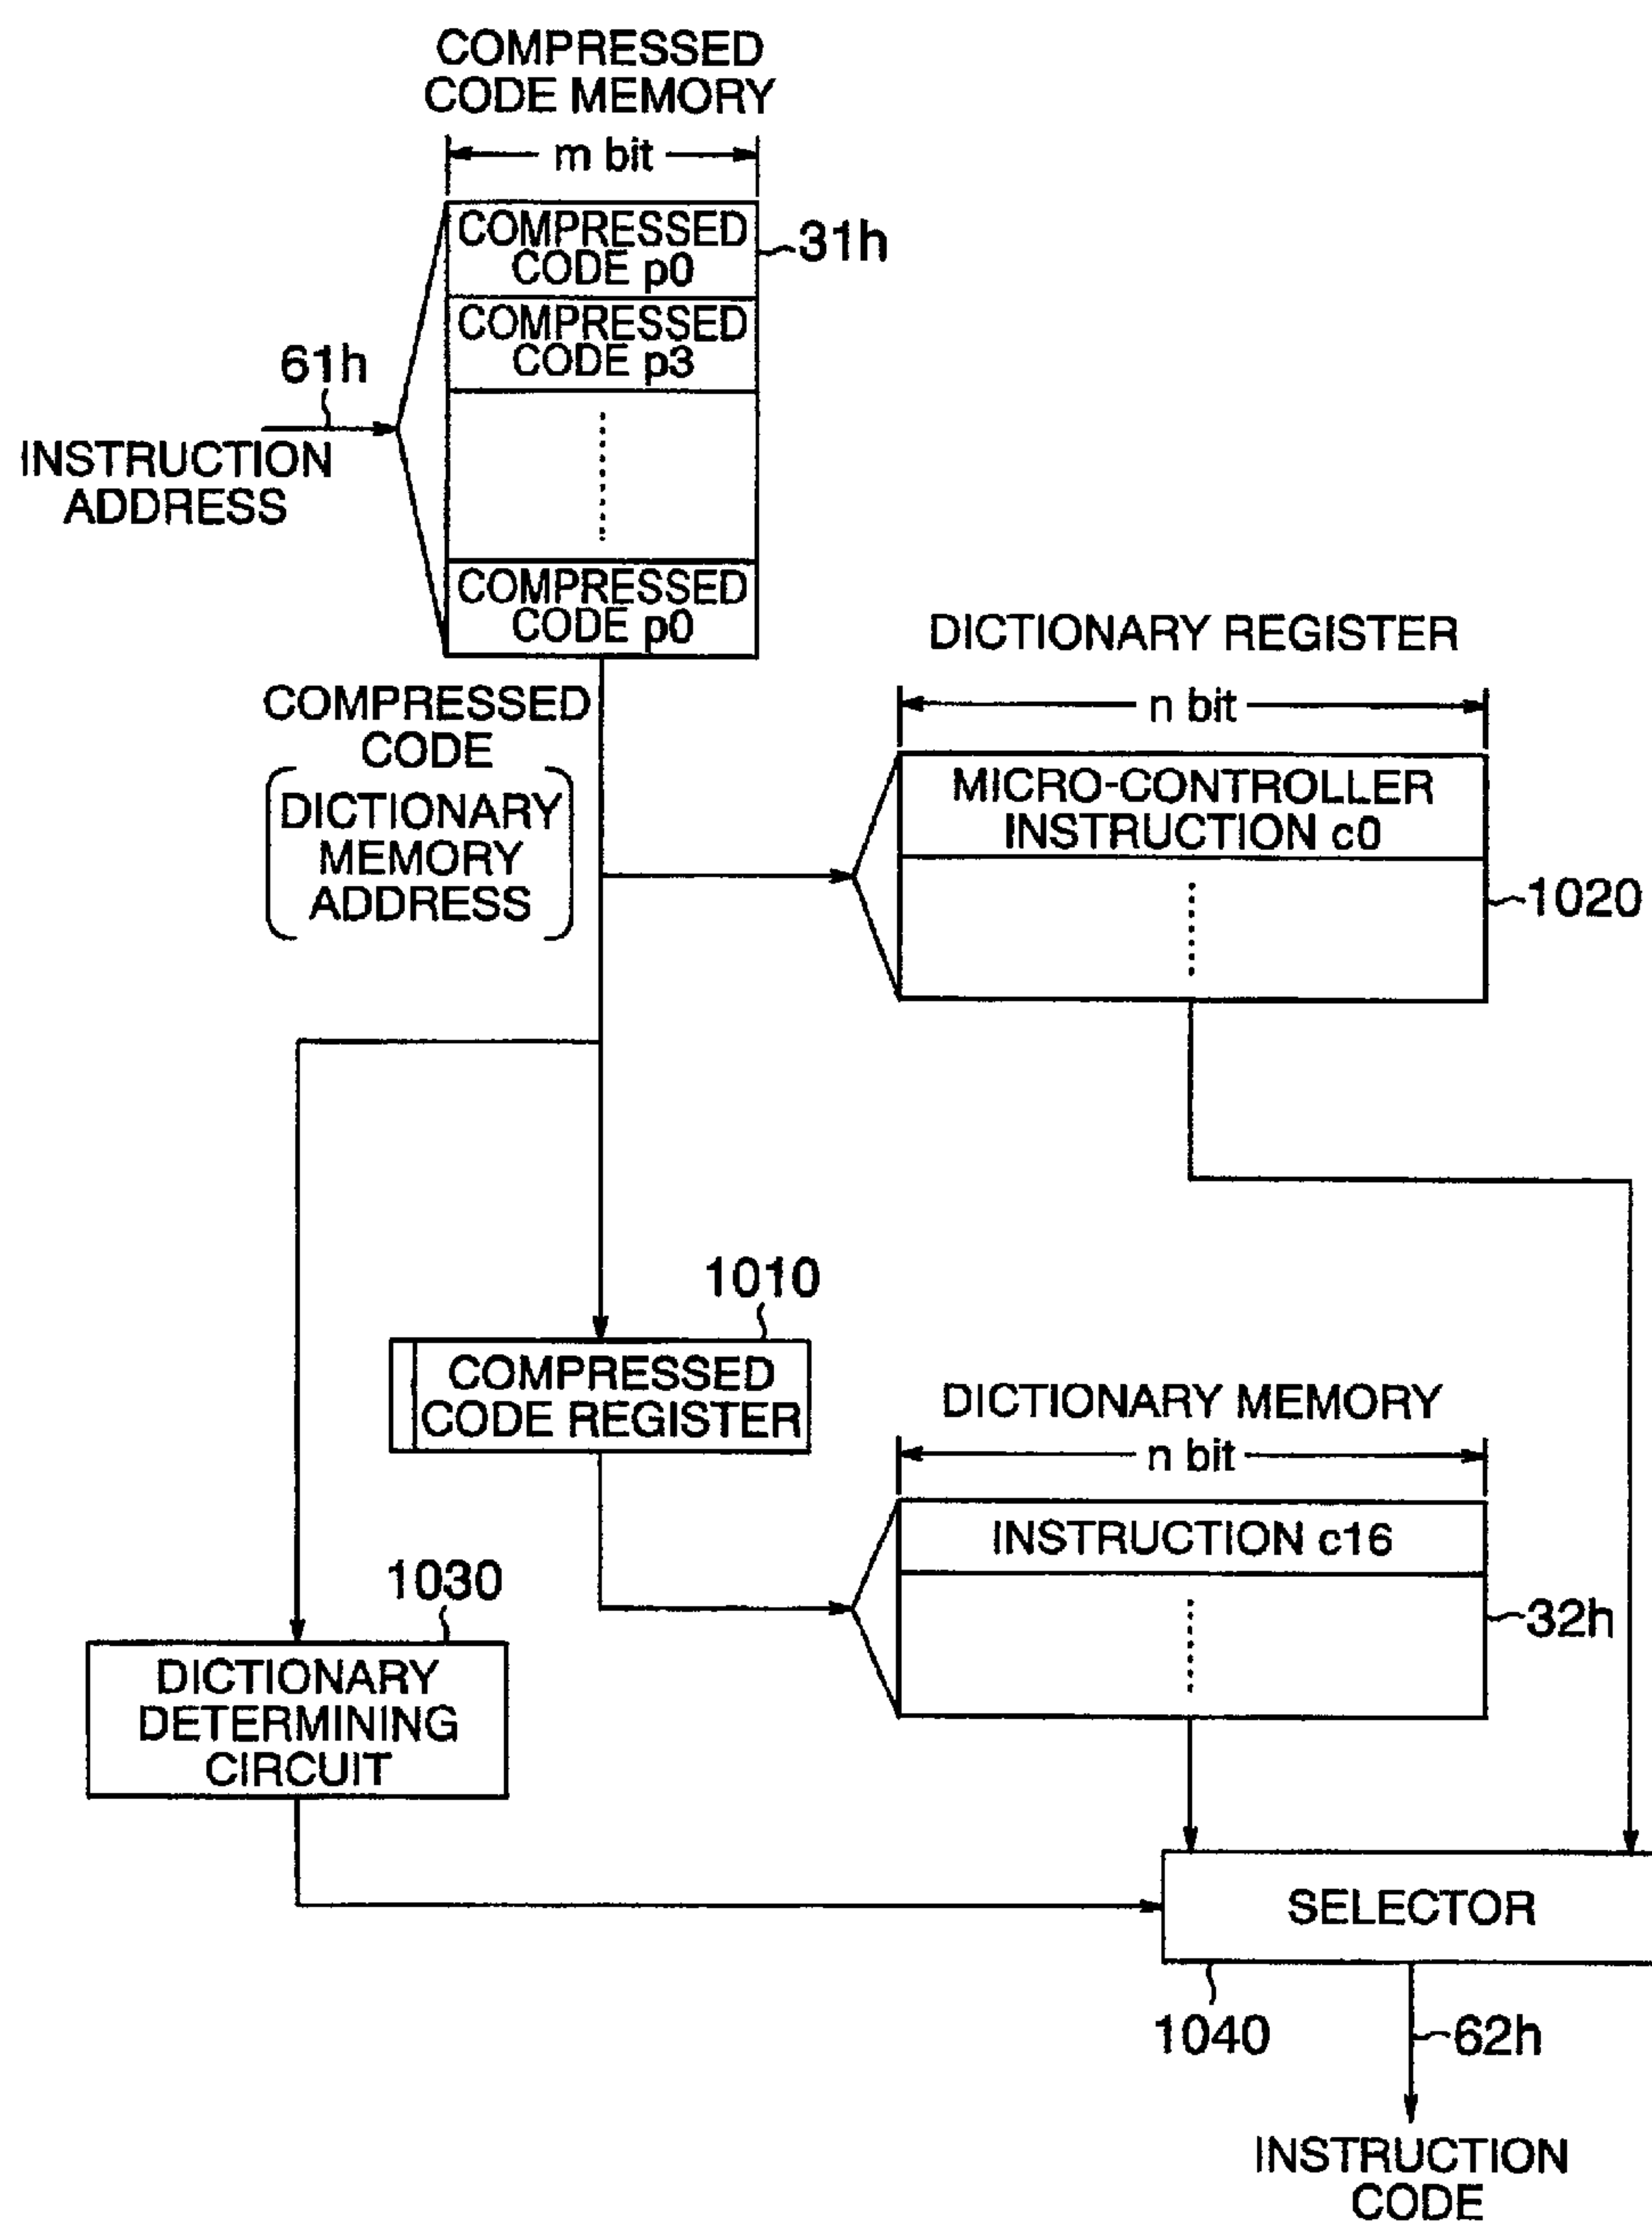 COMPRESSED
CODE MEMORY
m bit
COMPRESSED
CODE p0
31h
COMPRESSED
CODE p3
61h
INSTRUCTION
ADDRESS
COMPRESSED
CODE p0
DICTIONARY REGISTER
COMPRESSED
CODE
n bit
DICTIONARY
MEMORY
ADDRESS
MICRO-CONTROLLER
INSTRUCTION c0
1020
1010
COMPRESSED
CODE REGISTER
DICTIONARY MEMORY
n bit
INSTRUCTION c16
1030
32h
DICTIONARY
DETERMINING
CIRCUIT
SELECTOR
1040
62h
INSTRUCTION
CODE